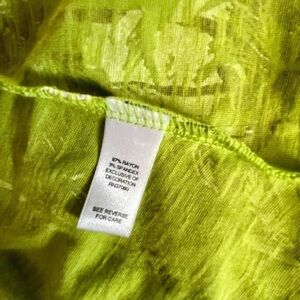 97% RAYON
3% SPANDEX
EXCLUSIVE OF
DECORATION
SEE REVERSE
FOR CARE